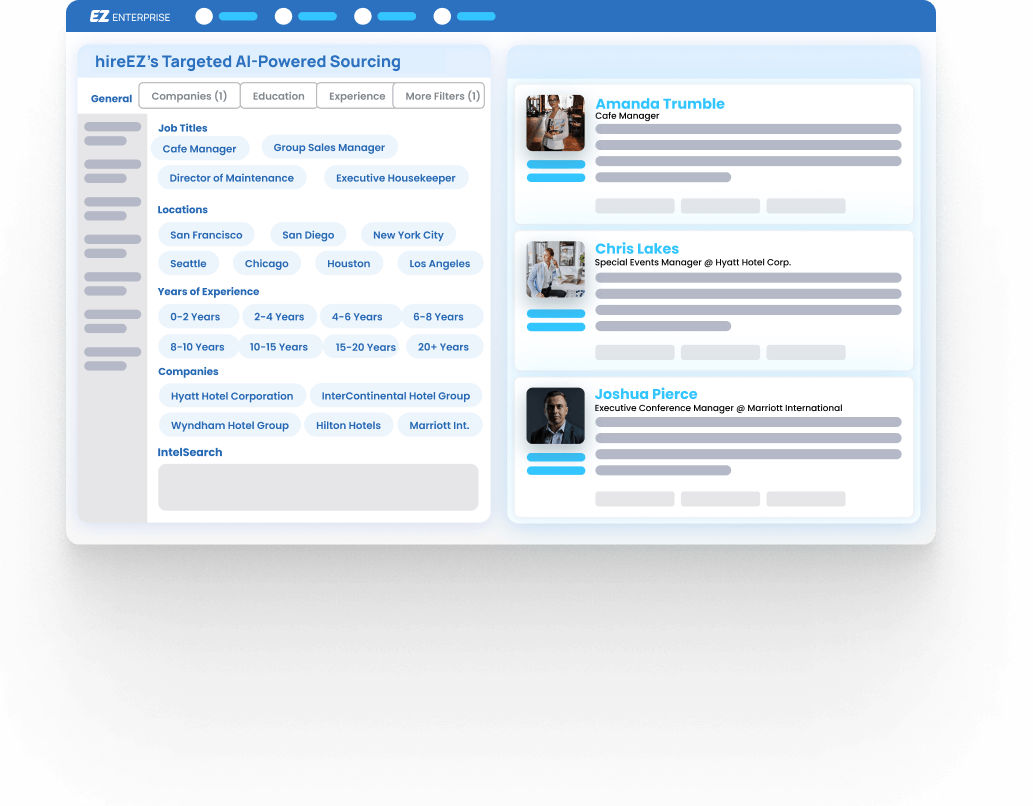 EZ ENTERPRISE
hireEZ's Targeted AI-Powered Sourcing
General Companies (1) Education Experience More Filters (1)
Job Titles
Cafe Manager Group Sales Manager
Director of Maintenance Executive Housekeeper
Locations
San Francisco San Diego New York City
Seattle Chicago Houston Los Angeles
Years of Experience
0-2 Years 2-4 Years 4-6 Years 6-8 Years
8-10 Years 10-15 Years 15-20 Years 20+ Years
Companies
Hyatt Hotel Corporation InterContinental Hotel Group
Wyndham Hotel Group Hilton Hotels Marriott Int.
IntelSearch
Amanda Trumble
Cafe Manager
Chris Lakes
Special Events Manager @ Hyatt Hotel Corp.
Joshua Pierce
Executive Conference Manager @ Marriott International